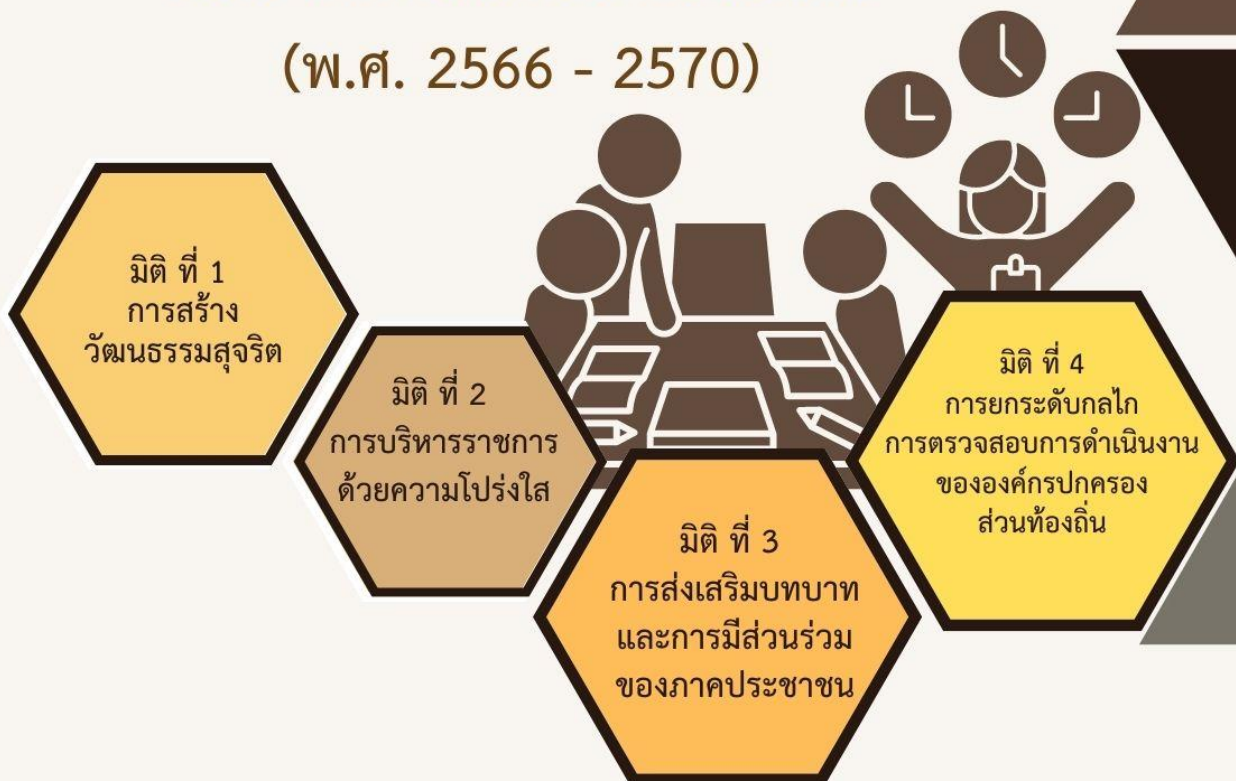 (พ.ศ. 2566 - 2570)
มิติ ที่ 1
การสร้าง
วัฒนธรรมสุจริต
มิติ ที่ 2
การบริหารราชการ
ด้วยความโปร่งใส
มิติ ที่ 3
การส่งเสริมบทบาท
และการมีส่วนร่วม
ของภาคประชาชน
มิติ ที่ 4
การยกระดับกลไก
การตรวจสอบการดำเนินงาน
ขององค์กรปกครอง
ส่วนท้องถิ่น